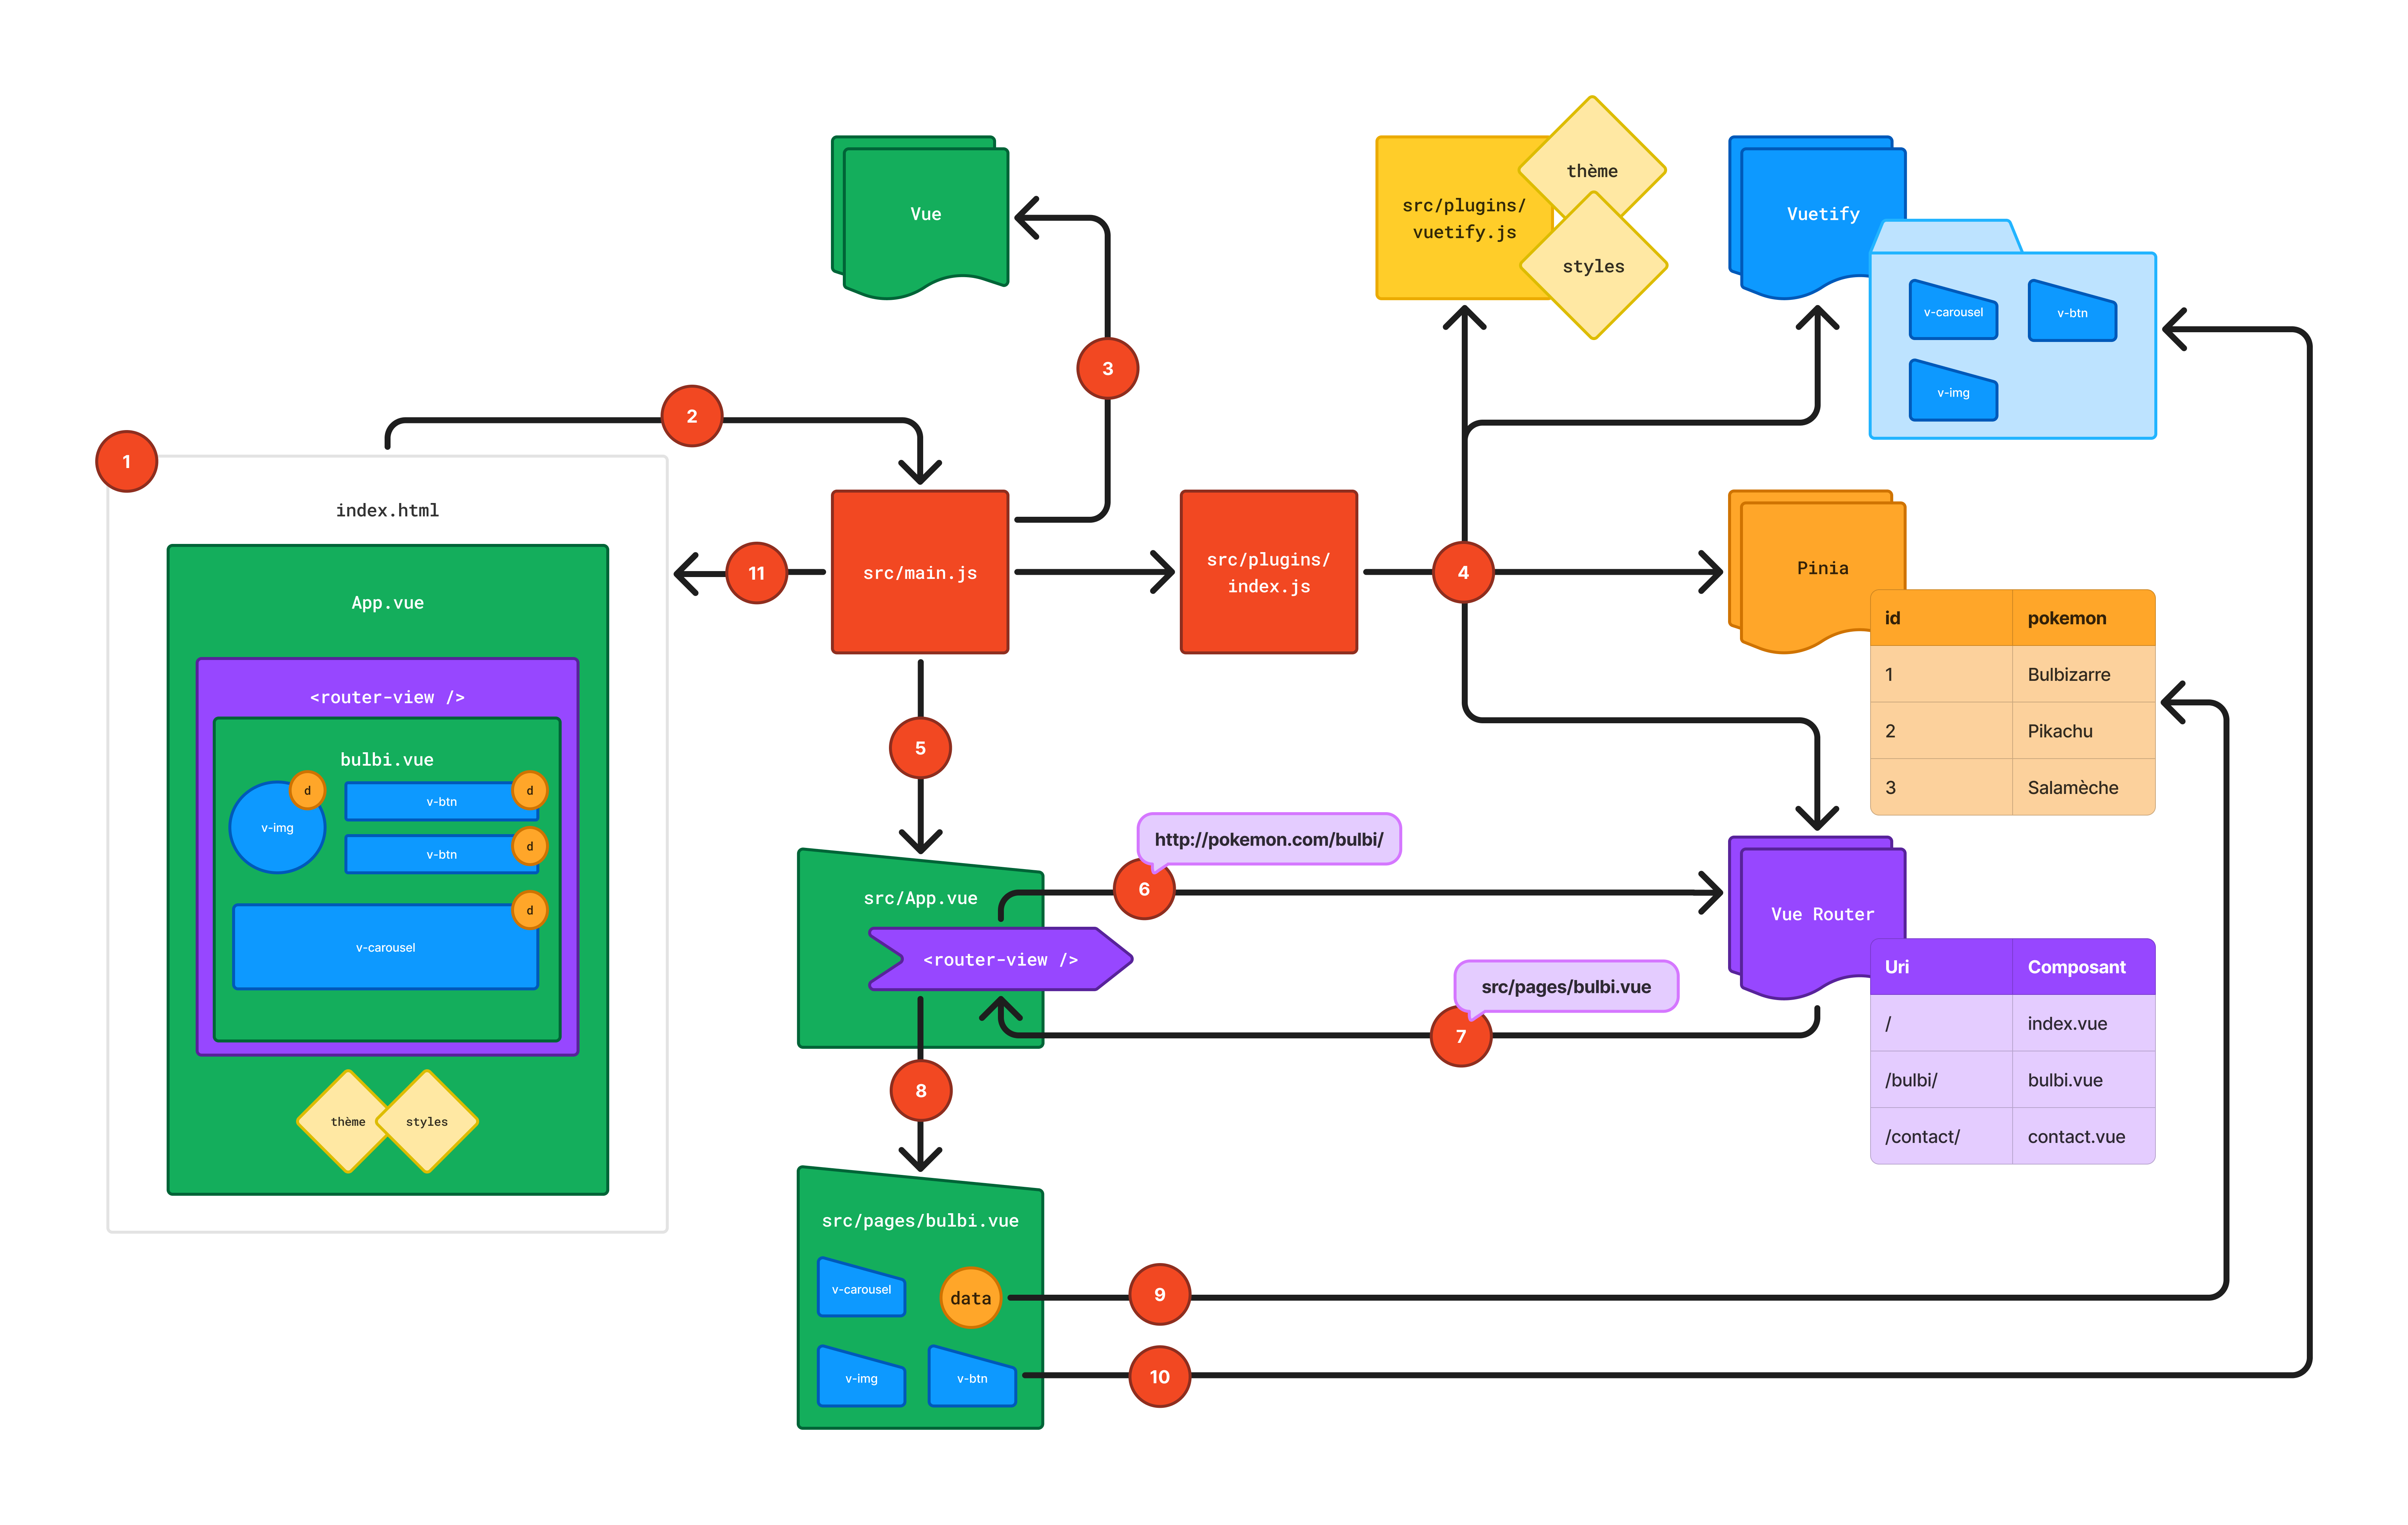 1
index.html
App.vue
<router-view />
bulbi.vue
v-img
d
v-btn
d
v-btn
d
v-carousel
d
thème
styles
2
11
Vue
3
src/main.js
src/plugins/
index.js
4
src/plugins/
vuetify.js
thème
styles
Vuetify
v-carousel
v-btn
v-img
Pinia
id pokemon
1 Bulbizarre
2 Pikachu
3 Salamèche
5
src/App.vue
<router-view />
http://pokemon.com/bulbi/
6
src/pages/bulbi.vue
7
Vue Router
Uri Composant
/ index.vue
/bulbi/ bulbi.vue
/contact/ contact.vue
8
src/pages/bulbi.vue
v-carousel
data
v-img
v-btn
9
10